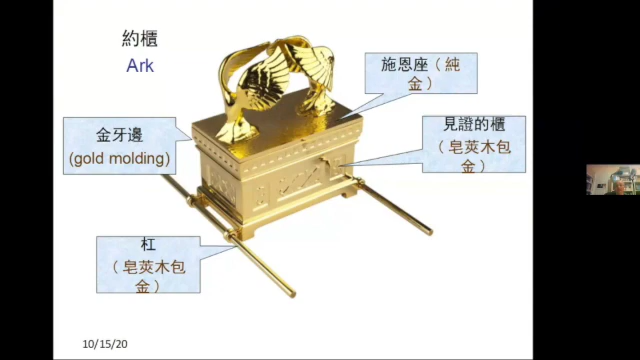 約櫃
Ark
施恩座（純
金）
金牙邊
(gold molding)
見證的櫃
（皂莢木包
金）
杠
（皂莢木包
金）
10/15/20